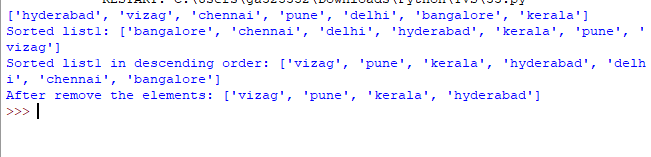 ['hyderabad', 'vizag', 'chennai', 'pune', 'delhi', 'bangalore', 'kerala']
Sorted list1: ['bangalore', 'chennai', 'delhi', 'hyderabad', 'kerala', 'pune', '
vizag']
Sorted list1 in descending order: ['vizag', 'pune', 'kerala', 'hyderabad', 'delh
i', 'chennai', 'bangalore']
After remove the elements: ['vizag', 'pune', 'kerala', 'hyderabad']
>>>